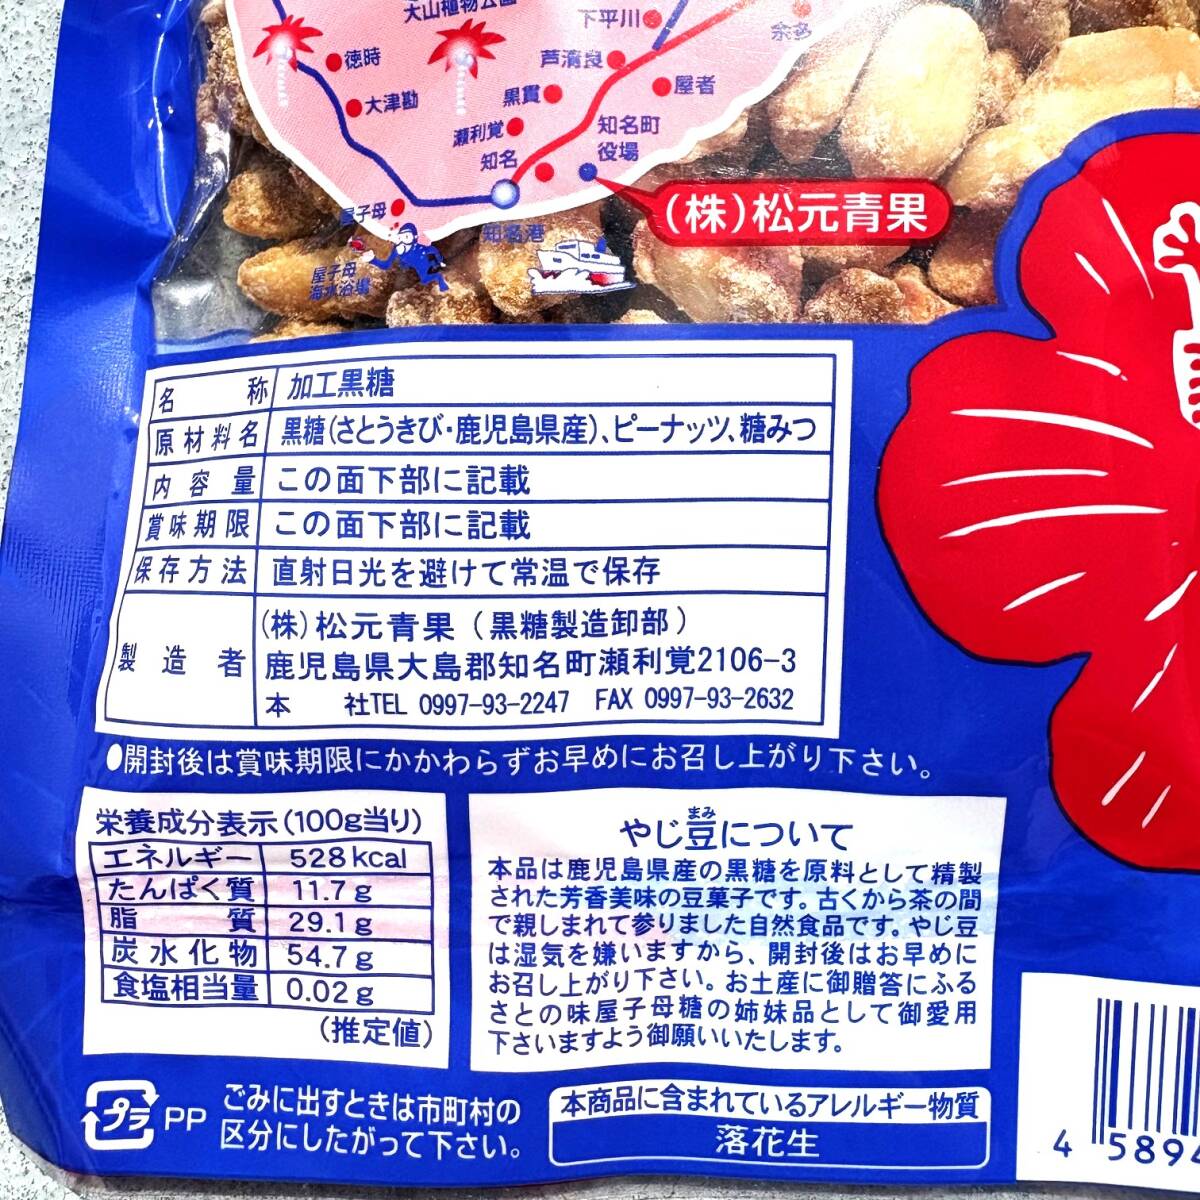 大山植物公園
下平川
余多
徳時
芦清良
屋者
大津勘
黒貫
瀬利覚
知名町
役場
知名
(株)松元青果
屋子母
知名港
屋子母
海水浴場
名称 加工黒糖
原材料名 黒糖(さとうきび・鹿児島県産)、ピーナッツ、糖みつ
内容量 この面下部に記載
賞味期限 この面下部に記載
保存方法 直射日光を避けて常温で保存
製造者 (株)松元青果(黒糖製造卸部)
鹿児島県大島郡知名町瀬利覚2106-3
本 社TEL 0997-93-2247 FAX 0997-93-2632
●開封後は賞味期限にかかわらずお早めにお召し上がり下さい。
栄養成分表示(100g当り)
エネルギー 528kcal
たんぱく質 11.7g
脂質 29.1g
炭水化物 54.7g
食塩相当量 0.02g
(推定値)
まみ
やじ豆について
本品は鹿児島県産の黒糖を原料として精製
された芳香美味の豆菓子です。古くから茶の間
で親しまれて参りました自然食品です。やじ豆
は湿気を嫌いますから、開封後はお早めに
お召し上がり下さい。お土産に御贈答にふる
さとの味屋子母糖の姉妹品として御愛用
下さいますよう御願いいたします。
プラ PP
ごみに出すときは市町村の
区分にしたがって下さい。
本商品に含まれているアレルギー物質
落花生
4 5894